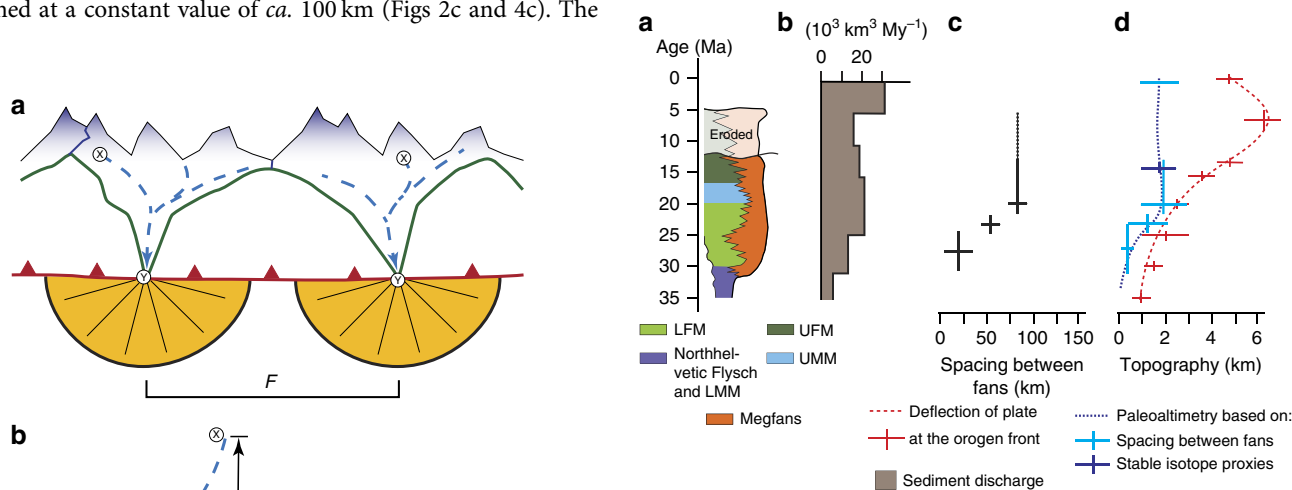 ned at a constant value of ca. 100 km (Figs 2c and 4c). The
a
X
X
Y
Y
F
b
X
a
Age (Ma)
0
5
10
15
20
25
30
35
Eroded
LFM
UFM
Northhel-
vetic Flysch
and LMM
UMM
Megfans
b
(10³ km³ My⁻¹)
0 20
c
0 50 100 150
Spacing between
fans (km)
d
0 2 4 6
Topography (km)
Deflection of plate
at the orogen front
Sediment discharge
Paleoaltimetry based on:
Spacing between fans
Stable isotope proxies